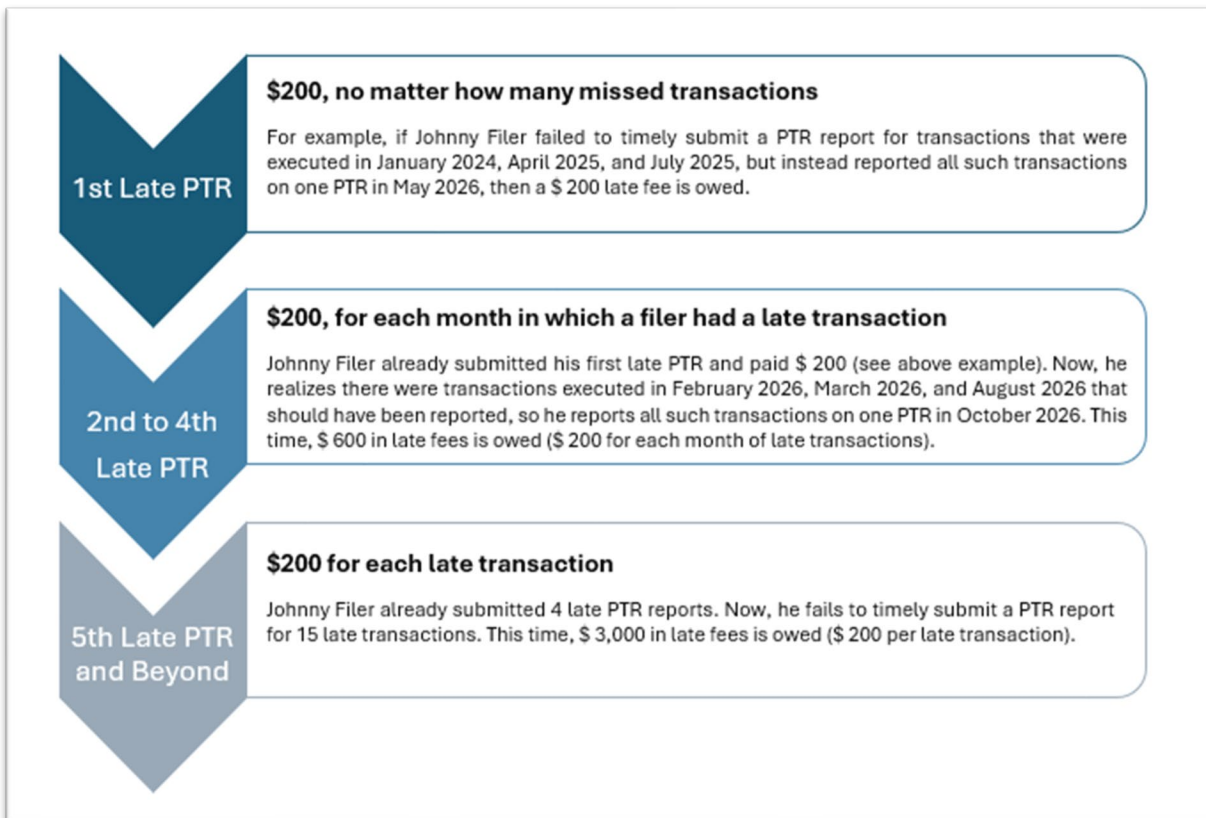 1st Late PTR
$200, no matter how many missed transactions
For example, if Johnny Filer failed to timely submit a PTR report for transactions that were
executed in January 2024, April 2025, and July 2025, but instead reported all such transactions
on one PTR in May 2026, then a $ 200 late fee is owed.
2nd to 4th
Late PTR
$200, for each month in which a filer had a late transaction
Johnny Filer already submitted his first late PTR and paid $ 200 (see above example). Now, he
realizes there were transactions executed in February 2026, March 2026, and August 2026 that
should have been reported, so he reports all such transactions on one PTR in October 2026. This
time, $ 600 in late fees is owed ($ 200 for each month of late transactions).
5th Late PTR
and Beyond
$200 for each late transaction
Johnny Filer already submitted 4 late PTR reports. Now, he fails to timely submit a PTR report
for 15 late transactions. This time, $ 3,000 in late fees is owed ($ 200 per late transaction).